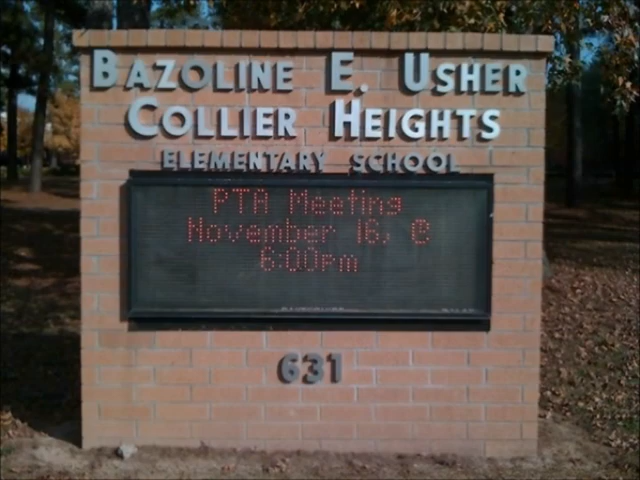 BAZOLINE E. USHER
COLLIER HEIGHTS
ELEMENTARY SCHOOL
PTA Meeting
November 16, @
6:00pm
631